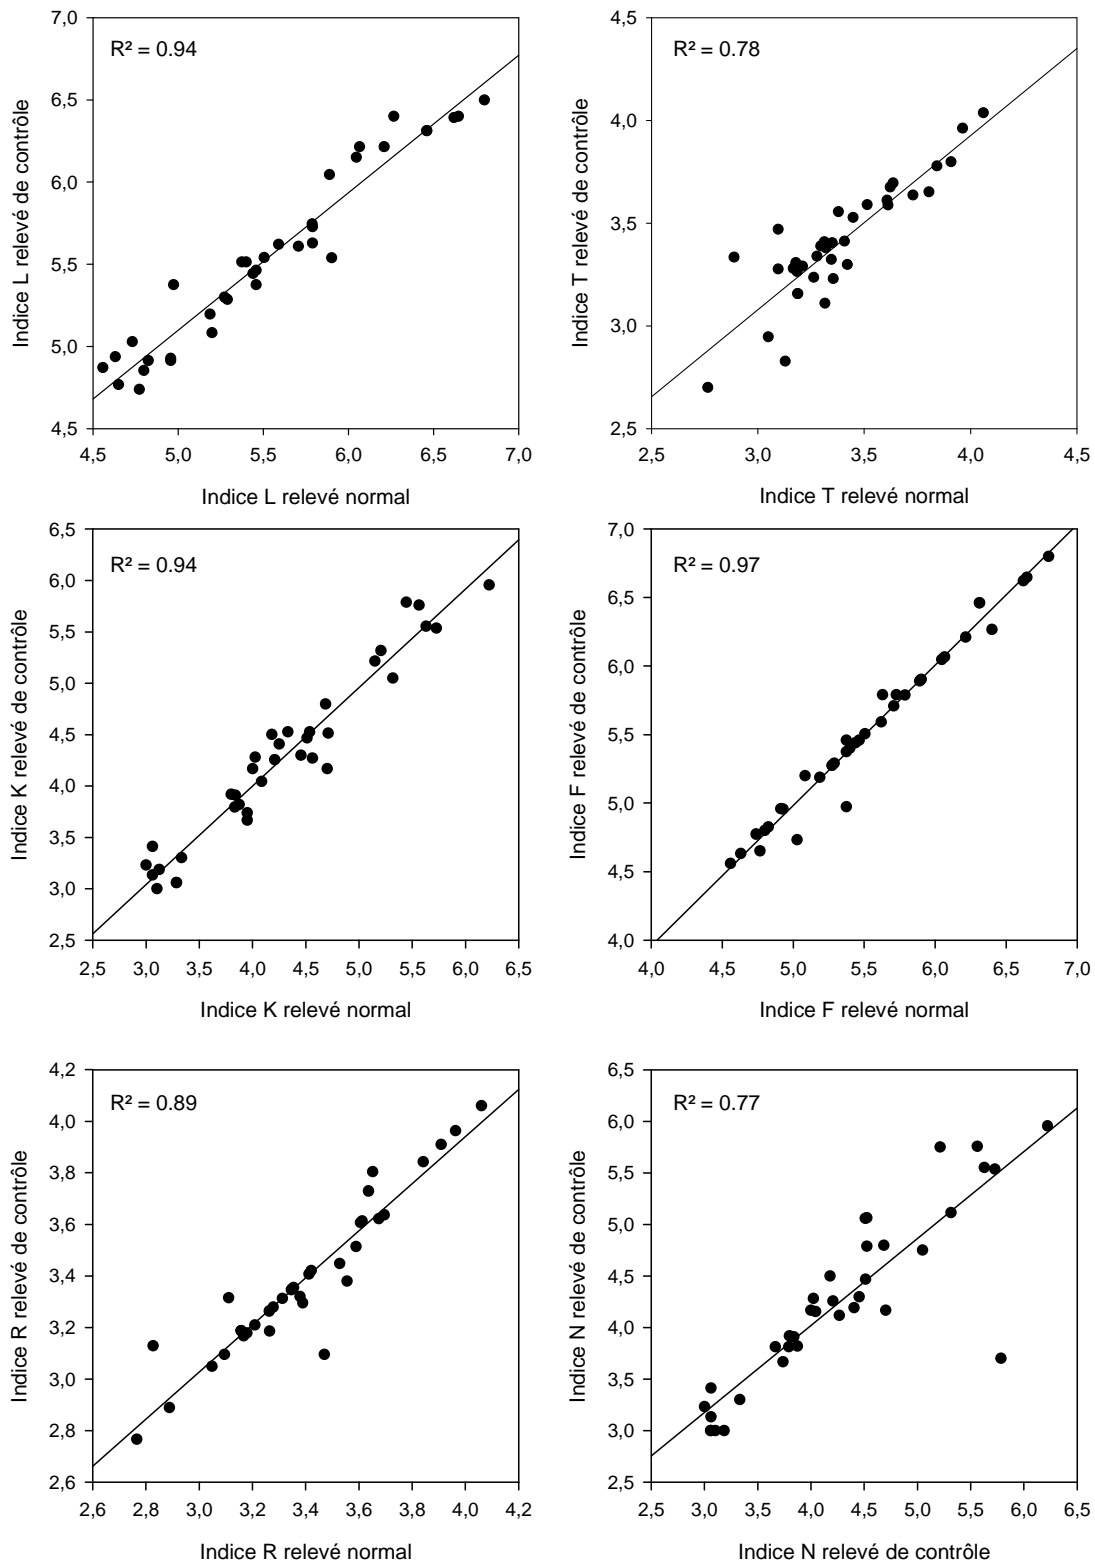 7,0
R² = 0.94
6,5
6,0
5,5
5,0
4,5
4,5 5,0 5,5 6,0 6,5 7,0
Indice L relevé de contrôle
Indice L relevé normal
4,5
R² = 0.78
4,0
3,5
3,0
2,5
2,5 3,0 3,5 4,0 4,5
Indice T relevé de contrôle
Indice T relevé normal
6,5
R² = 0.94
6,0
5,5
5,0
4,5
4,0
3,5
3,0
2,5
2,5 3,0 3,5 4,0 4,5 5,0 5,5 6,0 6,5
Indice K relevé de contrôle
Indice K relevé normal
7,0
R² = 0.97
6,5
6,0
5,5
5,0
4,5
4,0
4,0 4,5 5,0 5,5 6,0 6,5 7,0
Indice F relevé de contrôle
Indice F relevé normal
4,2
R² = 0.89
4,0
3,8
3,6
3,4
3,2
3,0
2,8
2,6
2,6 2,8 3,0 3,2 3,4 3,6 3,8 4,0 4,2
Indice R relevé de contrôle
Indice R relevé normal
6,5
R² = 0.77
6,0
5,5
5,0
4,5
4,0
3,5
3,0
2,5
2,5 3,0 3,5 4,0 4,5 5,0 5,5 6,0 6,5
Indice N relevé de contrôle
Indice N relevé de contrôle